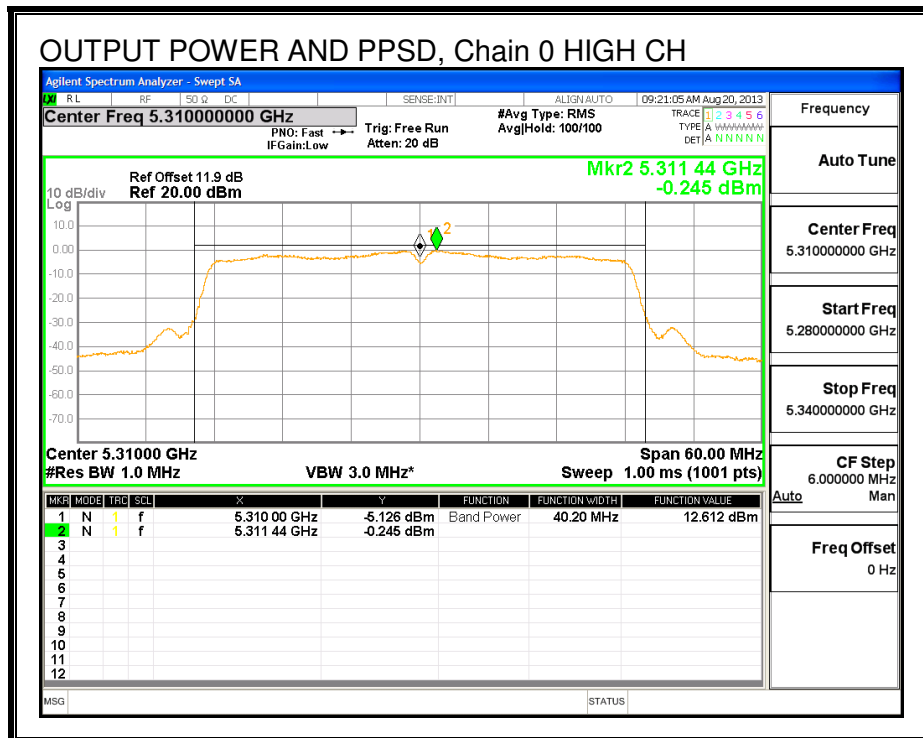 OUTPUT POWER AND PPSD, Chain 0 HIGH CH
Agilent Spectrum Analyzer - Swept SA
LXI RL RF 50 Ω DC SENSE:INT ALIGN AUTO 09:21:05 AM Aug 20, 2013
Center Freq 5.310000000 GHz
PNO: Fast
IFGain:Low
Trig: Free Run
Atten: 20 dB
#Avg Type: RMS
Avg|Hold: 100/100
TRACE 1 2 3 4 5 6
TYPE A WWWWWW
DET A N N N N N
Mkr2 5.311 44 GHz
-0.245 dBm
Ref Offset 11.9 dB
10 dB/div Ref 20.00 dBm
Log
10.0
0.00
-10.0
-20.0
-30.0
-40.0
-50.0
-60.0
-70.0
2
Center 5.31000 GHz Span 60.00 MHz
#Res BW 1.0 MHz VBW 3.0 MHz* Sweep 1.00 ms (1001 pts)
MKR MODE TRC SCL X Y FUNCTION FUNCTION WIDTH FUNCTION VALUE
1 N 1 f 5.310 00 GHz -5.126 dBm Band Power 40.20 MHz 12.612 dBm
2 N 1 f 5.311 44 GHz -0.245 dBm
3
4
5
6
7
8
9
10
11
12
MSG STATUS
Frequency
Auto Tune
Center Freq
5.310000000 GHz
Start Freq
5.280000000 GHz
Stop Freq
5.340000000 GHz
CF Step
6.000000 MHz
Auto Man
Freq Offset
0 Hz